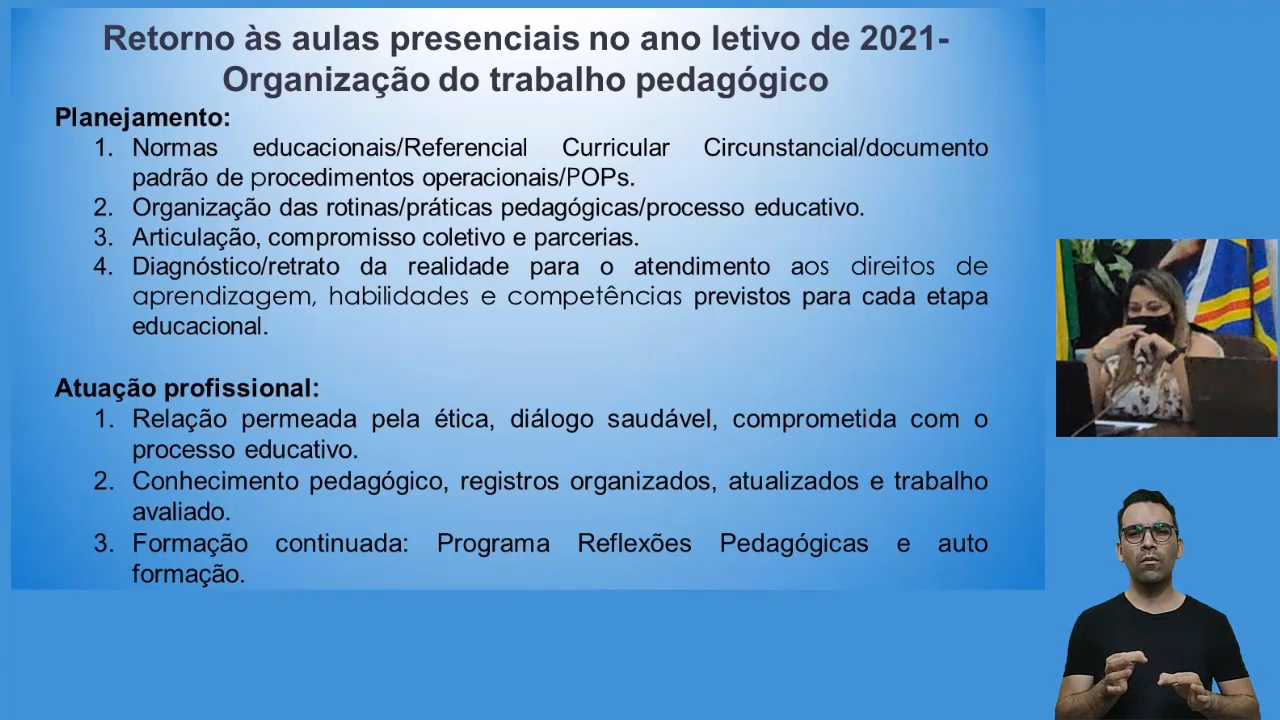 Retorno às aulas presenciais no ano letivo de 2021-
Organização do trabalho pedagógico
Planejamento:
1. Normas educacionais/Referencial Curricular Circunstancial/documento
padrão de procedimentos operacionais/POPs.
2. Organização das rotinas/práticas pedagógicas/processo educativo.
3. Articulação, compromisso coletivo e parcerias.
4. Diagnóstico/retrato da realidade para o atendimento aos direitos de
aprendizagem, habilidades e competências previstos para cada etapa
educacional.
Atuação profissional:
1. Relação permeada pela ética, diálogo saudável, comprometida com o
processo educativo.
2. Conhecimento pedagógico, registros organizados, atualizados e trabalho
avaliado.
3. Formação continuada: Programa Reflexões Pedagógicas e auto
formação.